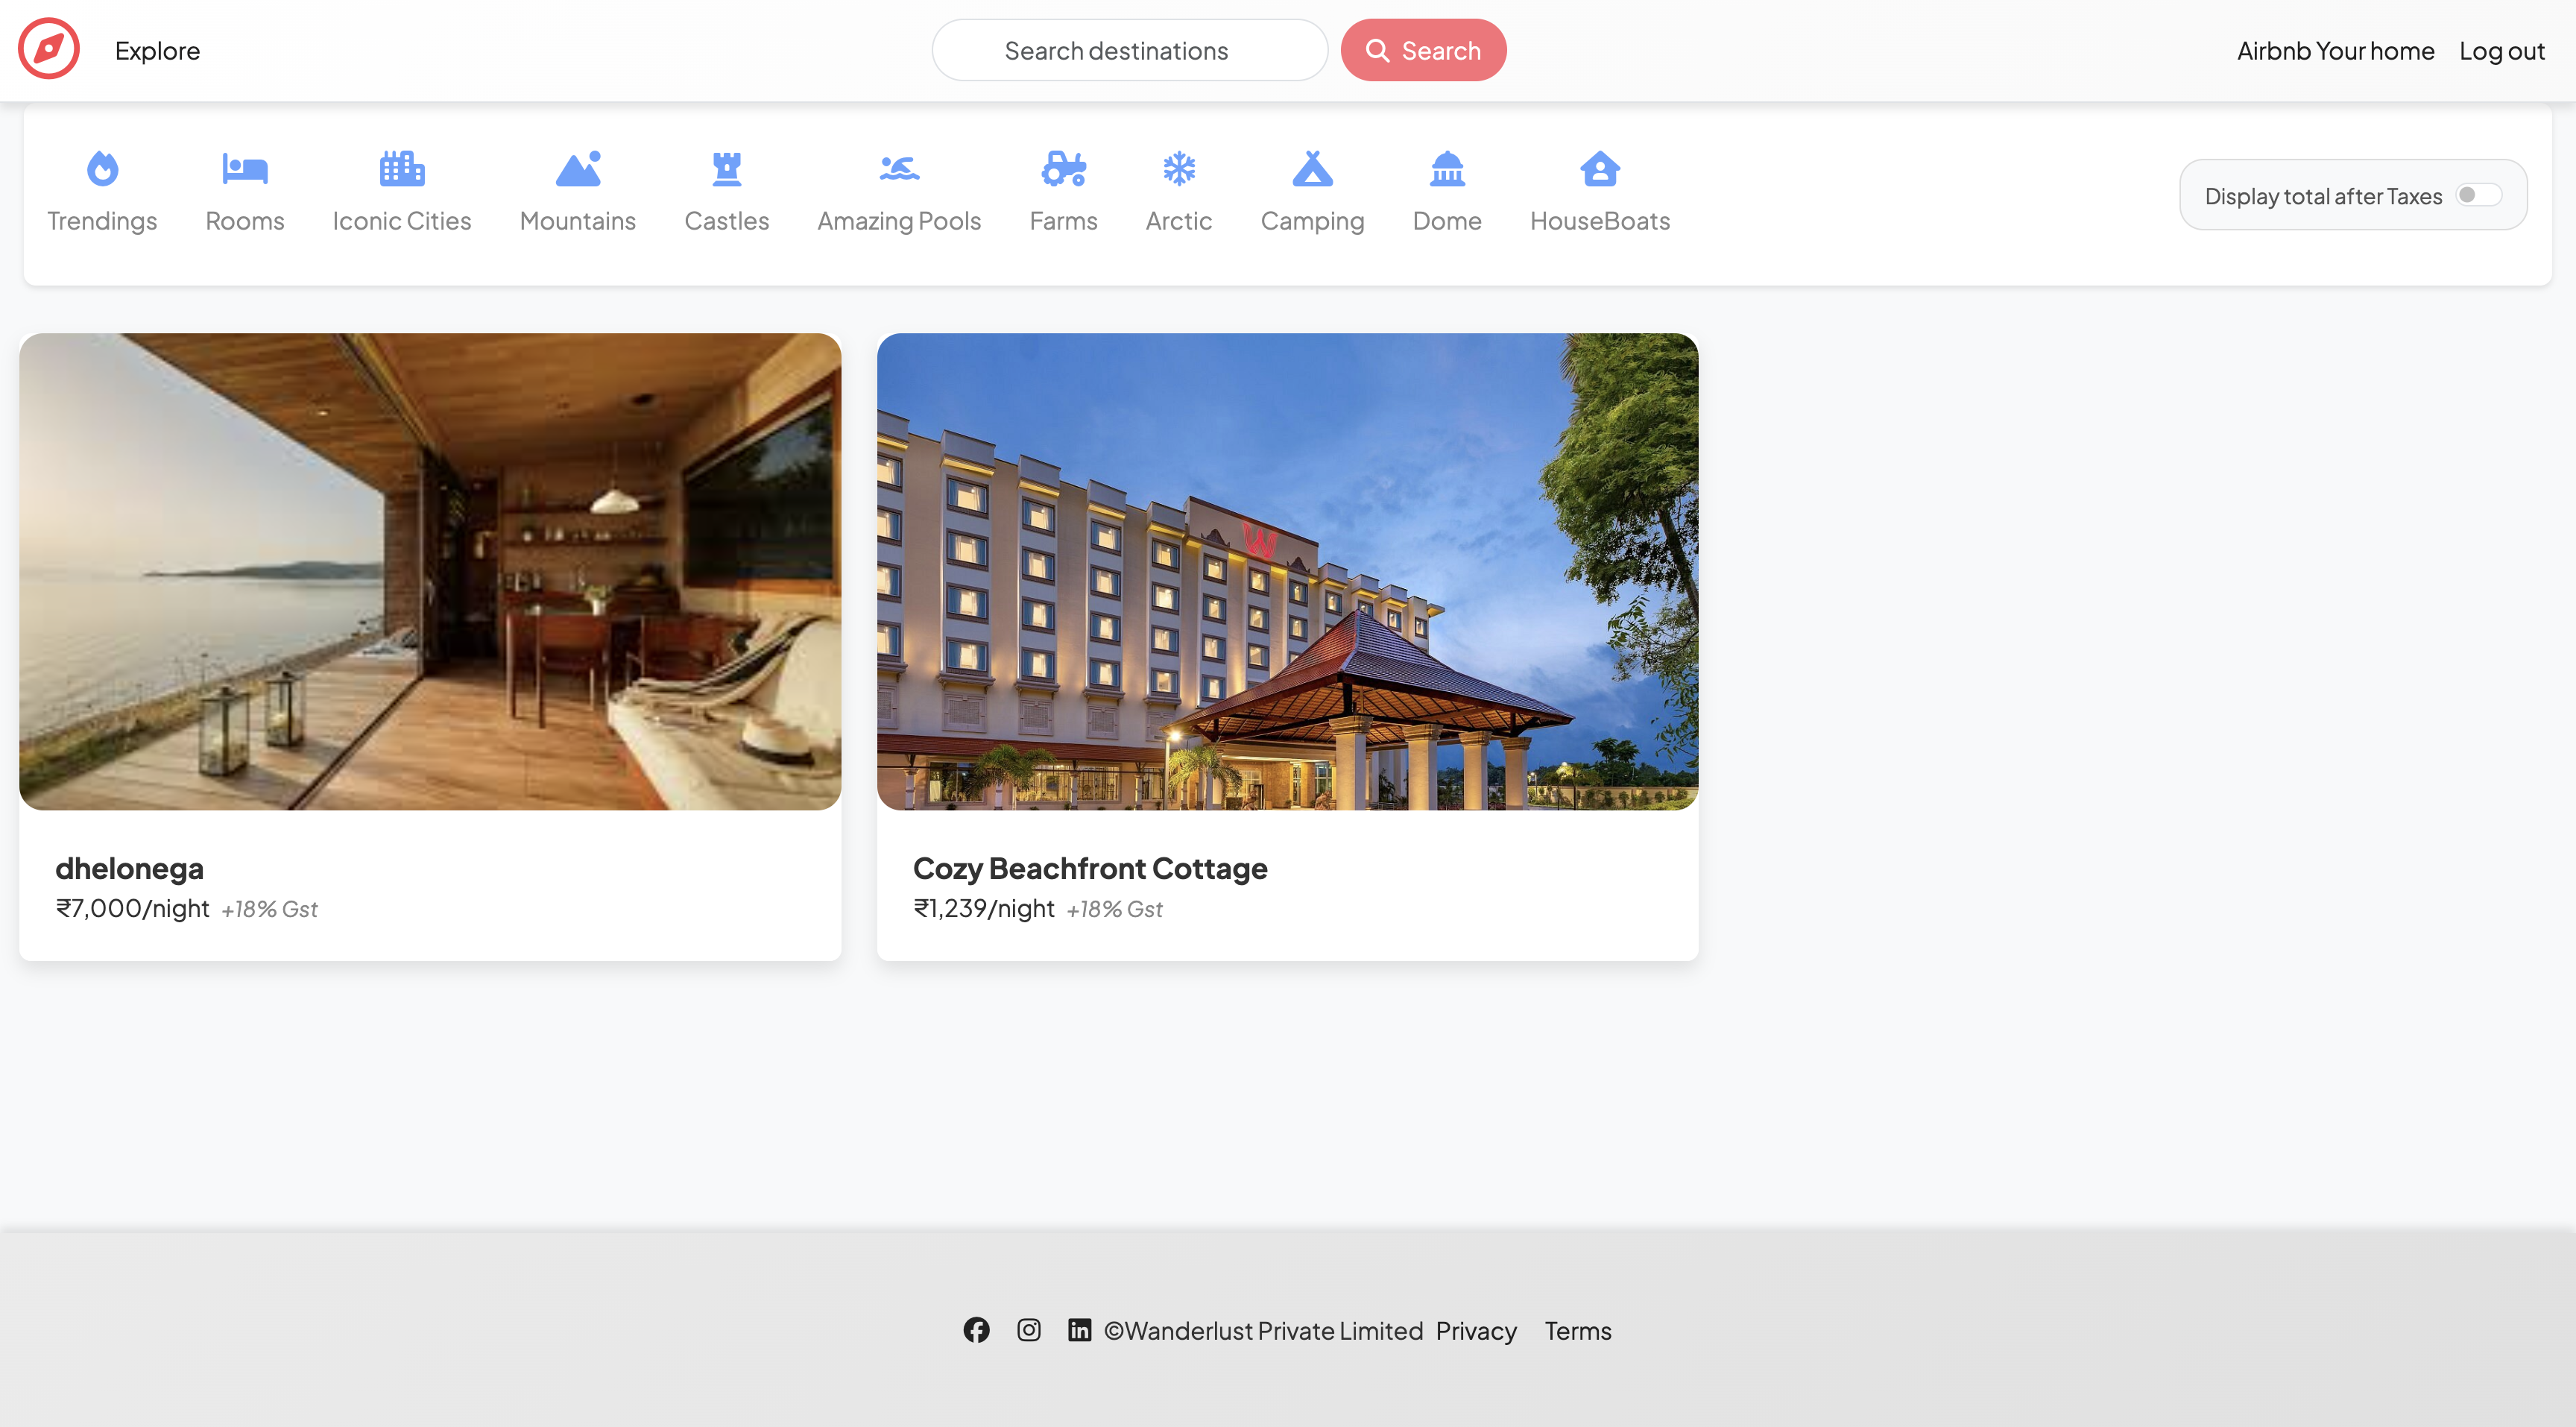 Explore
Search destinations
Search
Airbnb Your home
Log out
Trendings
Rooms
Iconic Cities
Mountains
Castles
Amazing Pools
Farms
Arctic
Camping
Dome
HouseBoats
Display total after Taxes
W
dhelonega
₹7,000/night +18% Gst
Cozy Beachfront Cottage
₹1,239/night +18% Gst
©Wanderlust Private Limited Privacy Terms